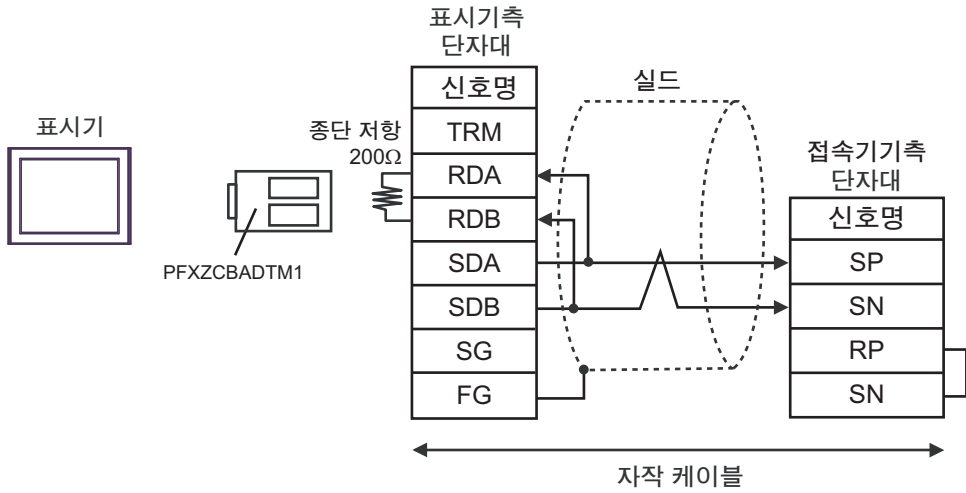 표시기
PFXZCBADTM1
종단 저항
200Ω
표시기측
단자대
신호명
TRM
RDA
RDB
SDA
SDB
SG
FG
실드
접속기기측
단자대
신호명
SP
SN
RP
SN
자작 케이블